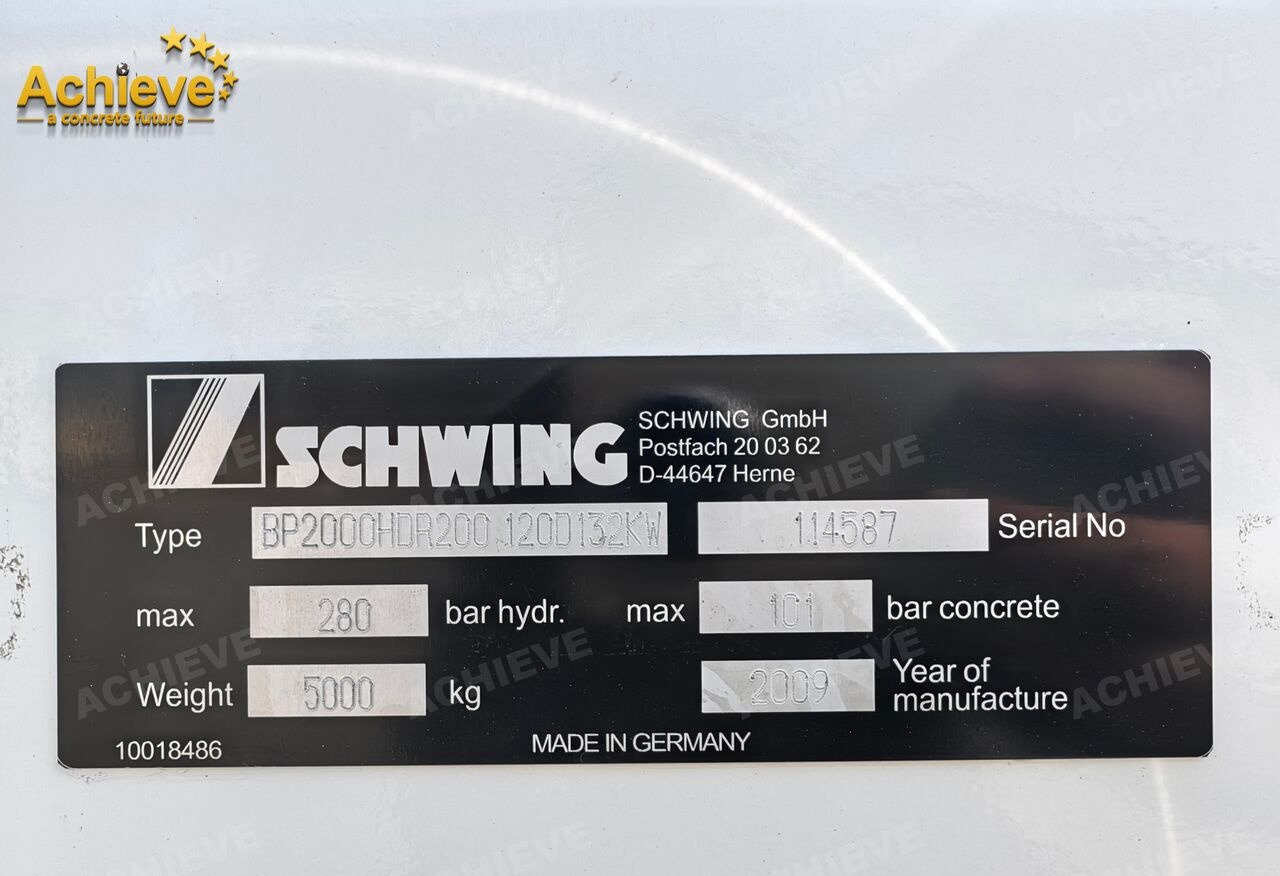 Achieve
a concrete future
SCHWING
SCHWING GmbH
Postfach 20 03 62
D-44647 Herne
Type BP2000HDR200 120D132KW 114587 Serial No
max 280 bar hydr. max 101 bar concrete
Weight 5000 kg 2009 Year of manufacture
10018486 MADE IN GERMANY
ACHIEVE